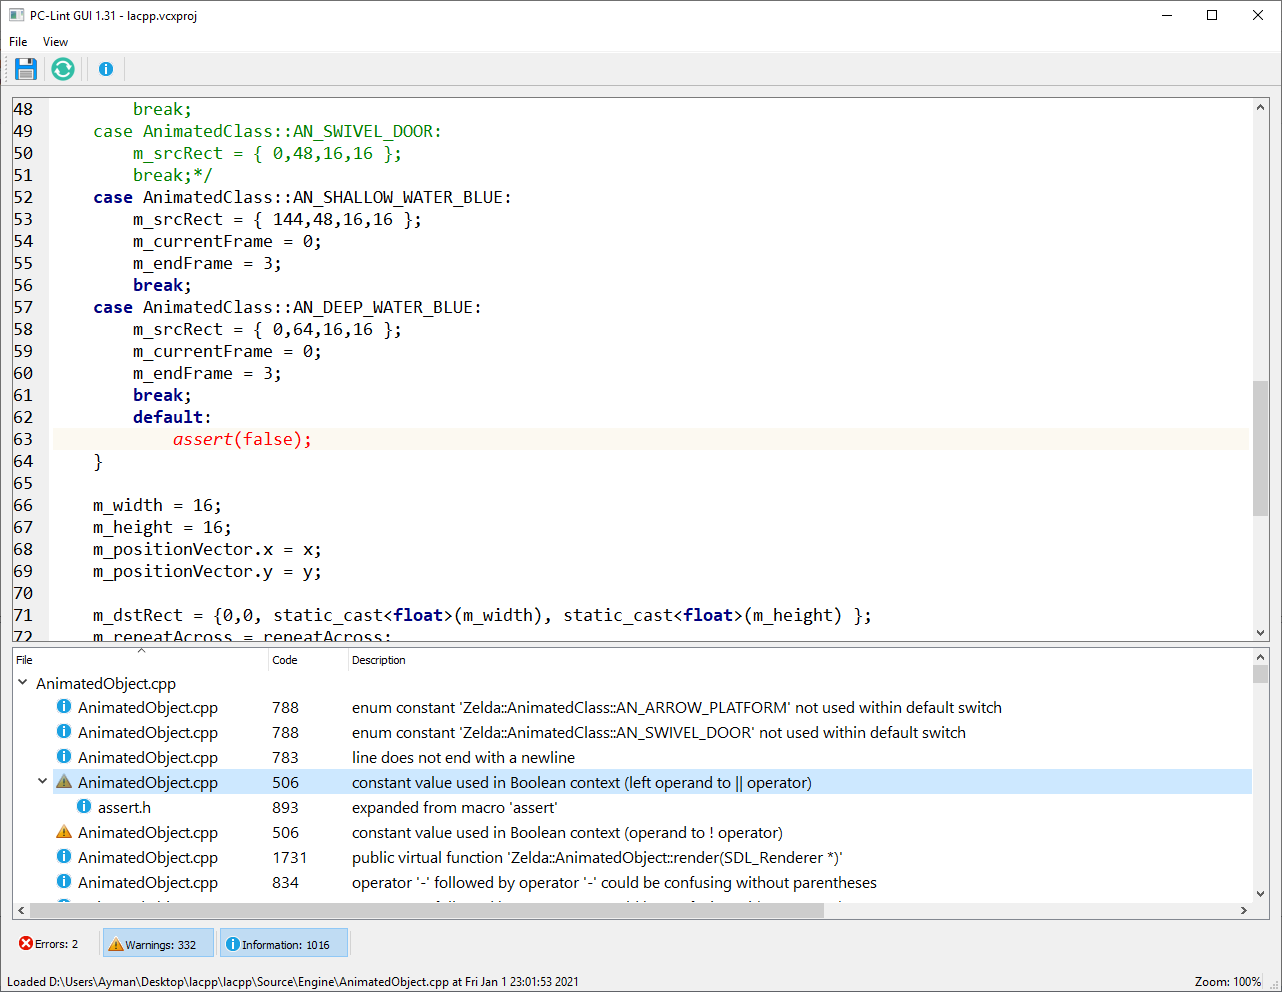 PC-Lint GUI 1.31 - lacpp.vcxproj
File View
48 break;
49 case AnimatedClass::AN_SWIVEL_DOOR:
50 m_srcRect = { 0,48,16,16 };
51 break;*/
52 case AnimatedClass::AN_SHALLOW_WATER_BLUE:
53 m_srcRect = { 144,48,16,16 };
54 m_currentFrame = 0;
55 m_endFrame = 3;
56 break;
57 case AnimatedClass::AN_DEEP_WATER_BLUE:
58 m_srcRect = { 0,64,16,16 };
59 m_currentFrame = 0;
60 m_endFrame = 3;
61 break;
62 default:
63 assert(false);
64 }
65
66 m_width = 16;
67 m_height = 16;
68 m_positionVector.x = x;
69 m_positionVector.y = y;
70
71 m_dstRect = {0,0, static_cast<float>(m_width), static_cast<float>(m_height) };
72 m_repeatAcross = repeatAcross;
File Code Description
AnimatedObject.cpp
AnimatedObject.cpp 788 enum constant 'Zelda::AnimatedClass::AN_ARROW_PLATFORM' not used within default switch
AnimatedObject.cpp 788 enum constant 'Zelda::AnimatedClass::AN_SWIVEL_DOOR' not used within default switch
AnimatedObject.cpp 783 line does not end with a newline
AnimatedObject.cpp 506 constant value used in Boolean context (left operand to || operator)
assert.h 893 expanded from macro 'assert'
AnimatedObject.cpp 506 constant value used in Boolean context (operand to ! operator)
AnimatedObject.cpp 1731 public virtual function 'Zelda::AnimatedObject::render(SDL_Renderer *)'
AnimatedObject.cpp 834 operator '-' followed by operator '-' could be confusing without parentheses
Errors: 2 Warnings: 332 Information: 1016
Loaded D:\Users\Ayman\Desktop\lacpp\lacpp\Source\Engine\AnimatedObject.cpp at Fri Jan 1 23:01:53 2021 Zoom: 100%